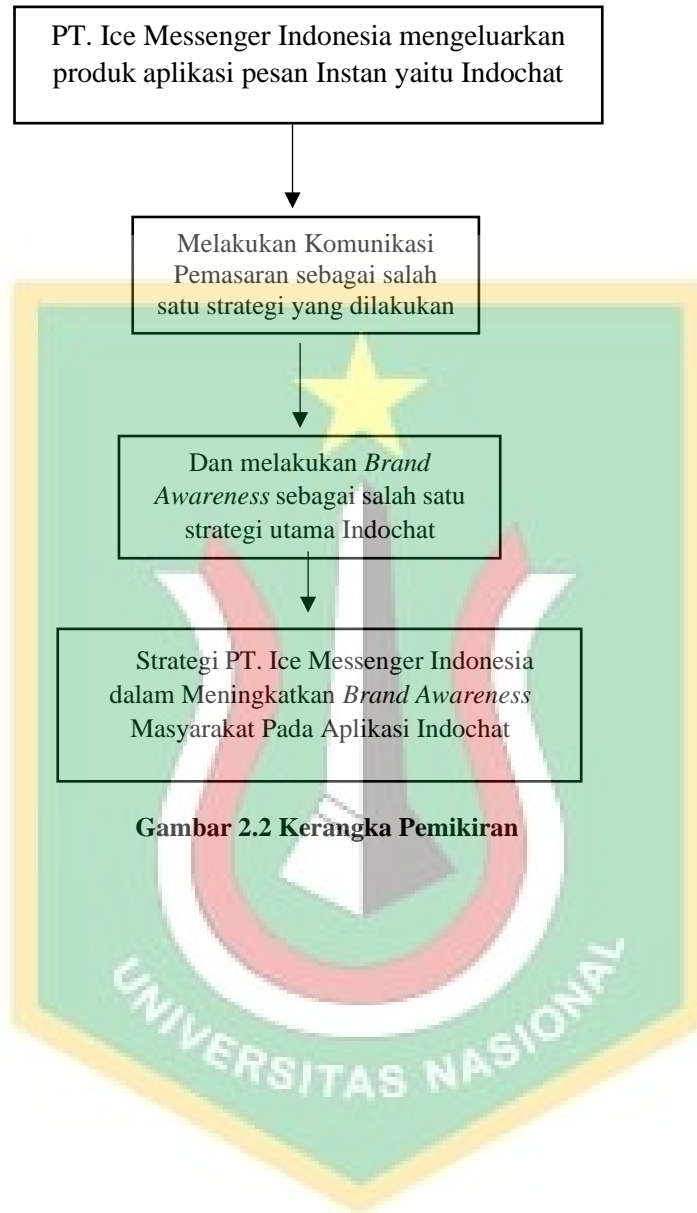 PT. Ice Messenger Indonesia mengeluarkan
produk aplikasi pesan Instan yaitu Indochat
Melakukan Komunikasi
Pemasaran sebagai salah
satu strategi yang dilakukan
Dan melakukan Brand
Awareness sebagai salah satu
strategi utama Indochat
Strategi PT. Ice Messenger Indonesia
dalam Meningkatkan Brand Awareness
Masyarakat Pada Aplikasi Indochat
Gambar 2.2 Kerangka Pemikiran
UNIVERSITAS NASIONAL